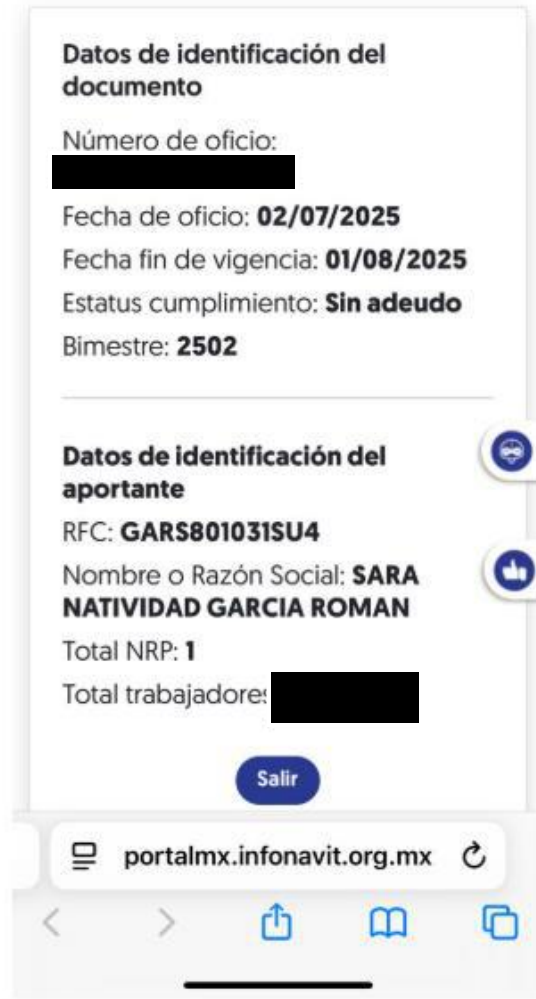 Datos de identificación del
documento
Número de oficio:
Fecha de oficio: 02/07/2025
Fecha fin de vigencia: 01/08/2025
Estatus cumplimiento: Sin adeudo
Bimestre: 2502
Datos de identificación del
aportante
RFC: GARS801031SU4
Nombre o Razón Social: SARA
NATIVIDAD GARCIA ROMAN
Total NRP: 1
Total trabajadores
Salir
portalmx.infonavit.org.mx